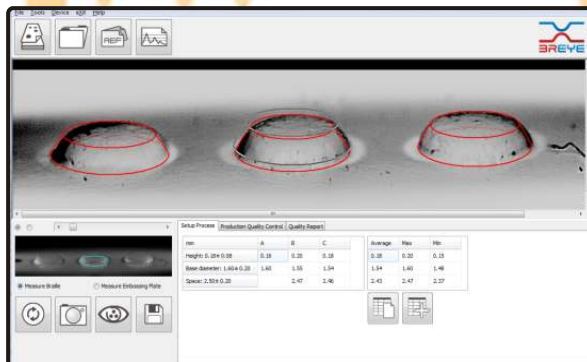 File Tools Device Exit Help
REF
3REYE
Setup Process Production Quality Control Quality Report
mm A B C Average Max Min
Height: 0.18± 0.08 0.18 0.20 0.18 0.18 0.20 0.15
Base diameter: 1.60± 0.20 1.60 1.55 1.54 1.54 1.60 1.48
Space: 2.50± 0.20 2.47 2.46 2.43 2.47 2.37
Measure Braille Measure Embossing Plate